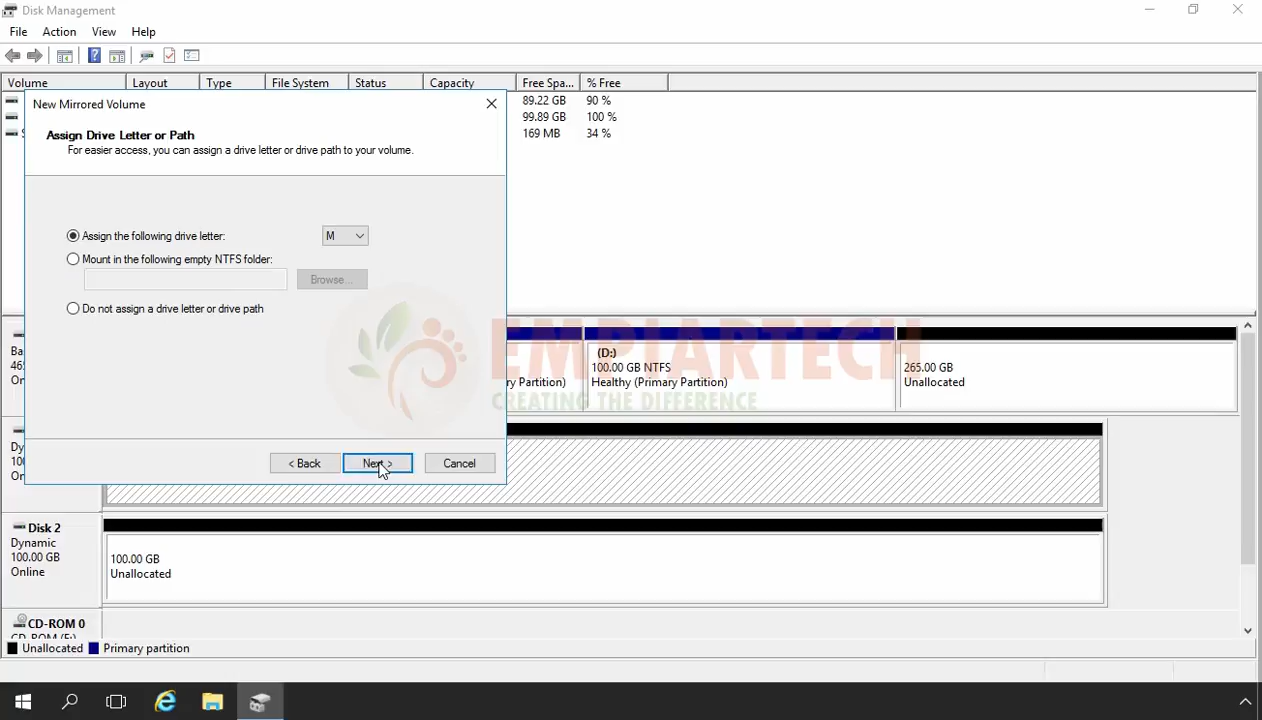 Disk Management
File Action View Help
Volume Layout Type File System Status Capacity Free Spa... % Free
89.22 GB 90 %
99.89 GB 100 %
169 MB 34 %
New Mirrored Volume
Assign Drive Letter or Path
For easier access, you can assign a drive letter or drive path to your volume.
Assign the following drive letter: M
Mount in the following empty NTFS folder:
Browse...
Do not assign a drive letter or drive path
< Back Next > Cancel
EMPIARTECH
CREATING THE DIFFERENCE
ry Partition)
(D:)
100.00 GB NTFS
Healthy (Primary Partition)
265.00 GB
Unallocated
Disk 2
Dynamic
100.00 GB
Online
100.00 GB
Unallocated
CD-ROM 0
Unallocated Primary partition